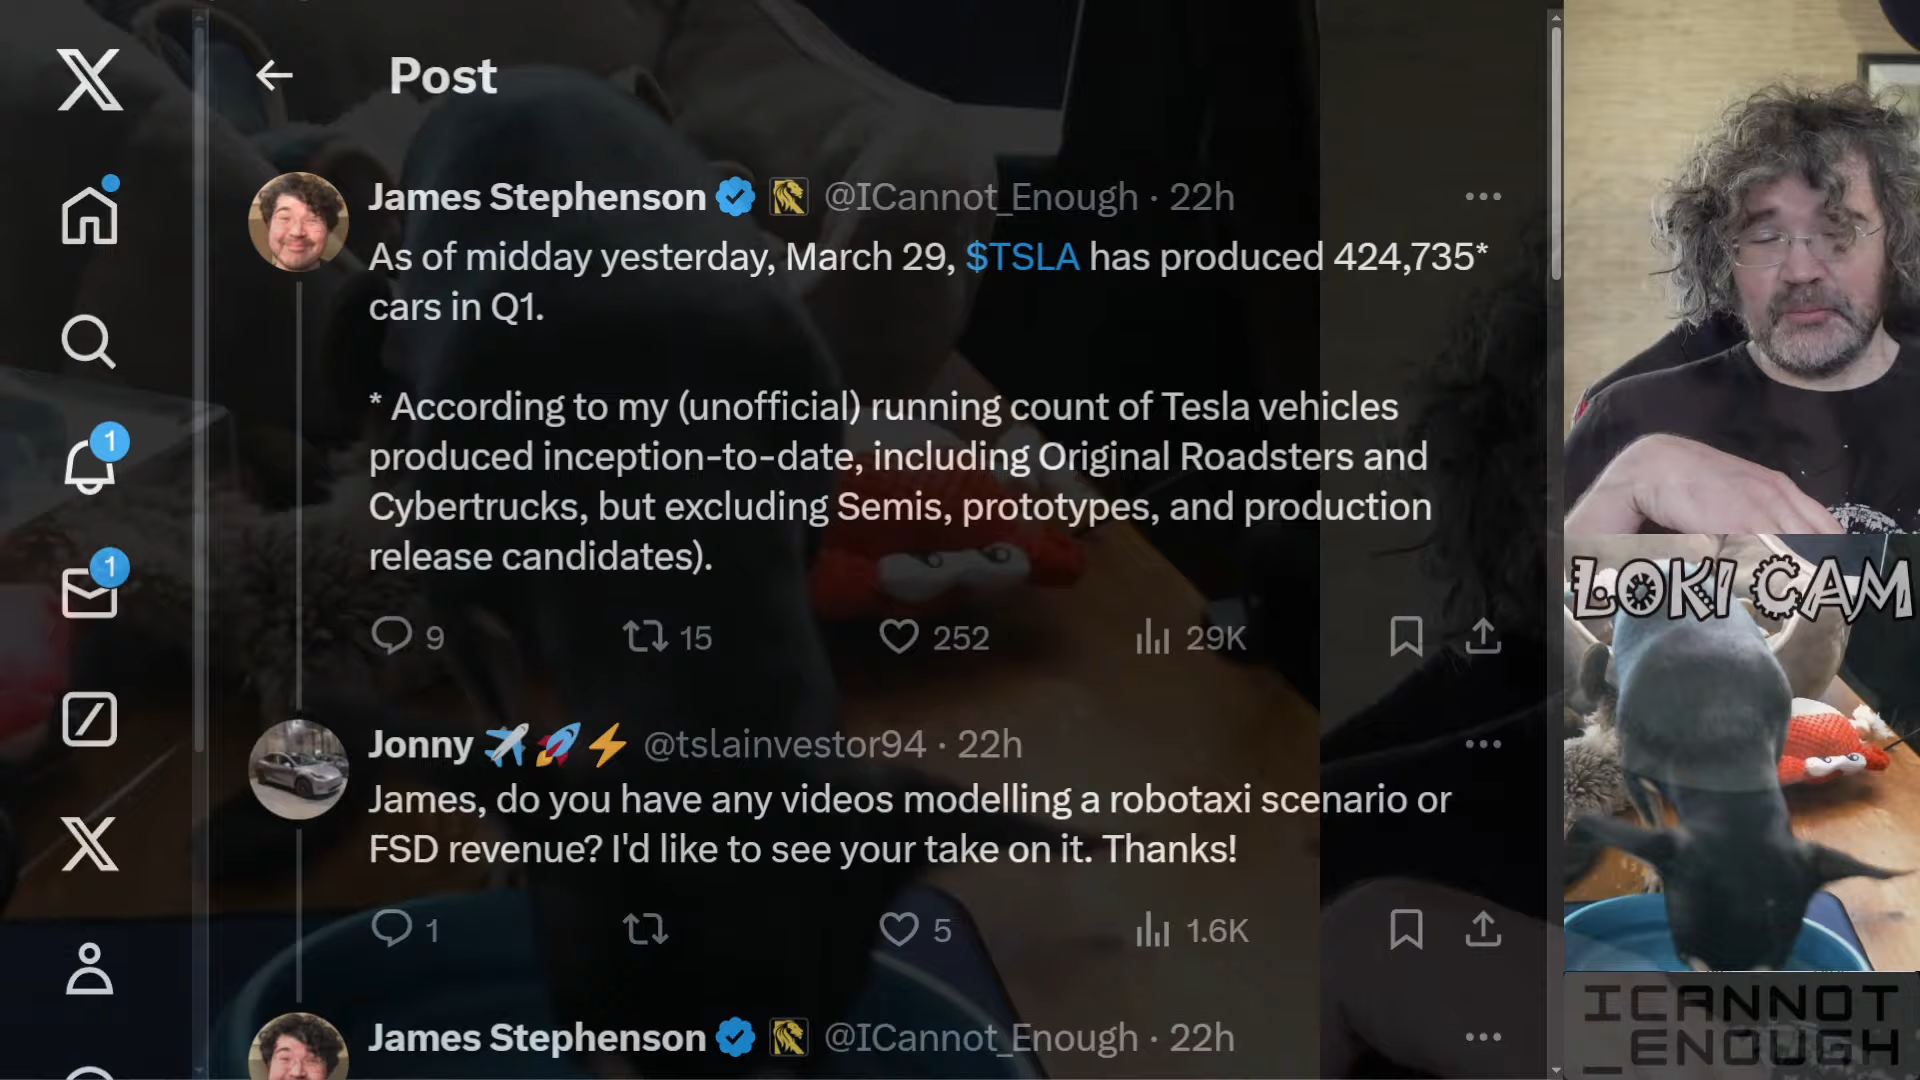 Post
James Stephenson @ICannot_Enough · 22h
As of midday yesterday, March 29, $TSLA has produced 424,735*
cars in Q1.
* According to my (unofficial) running count of Tesla vehicles
produced inception-to-date, including Original Roadsters and
Cybertrucks, but excluding Semis, prototypes, and production
release candidates).
9 15 252 29K
1
1
Jonny @tslainvestor94 · 22h
James, do you have any videos modelling a robotaxi scenario or
FSD revenue? I'd like to see your take on it. Thanks!
1 5 1.6K
James Stephenson @ICannot_Enough · 22h
LOKI CAM
ICANNOT
_ENOUGH